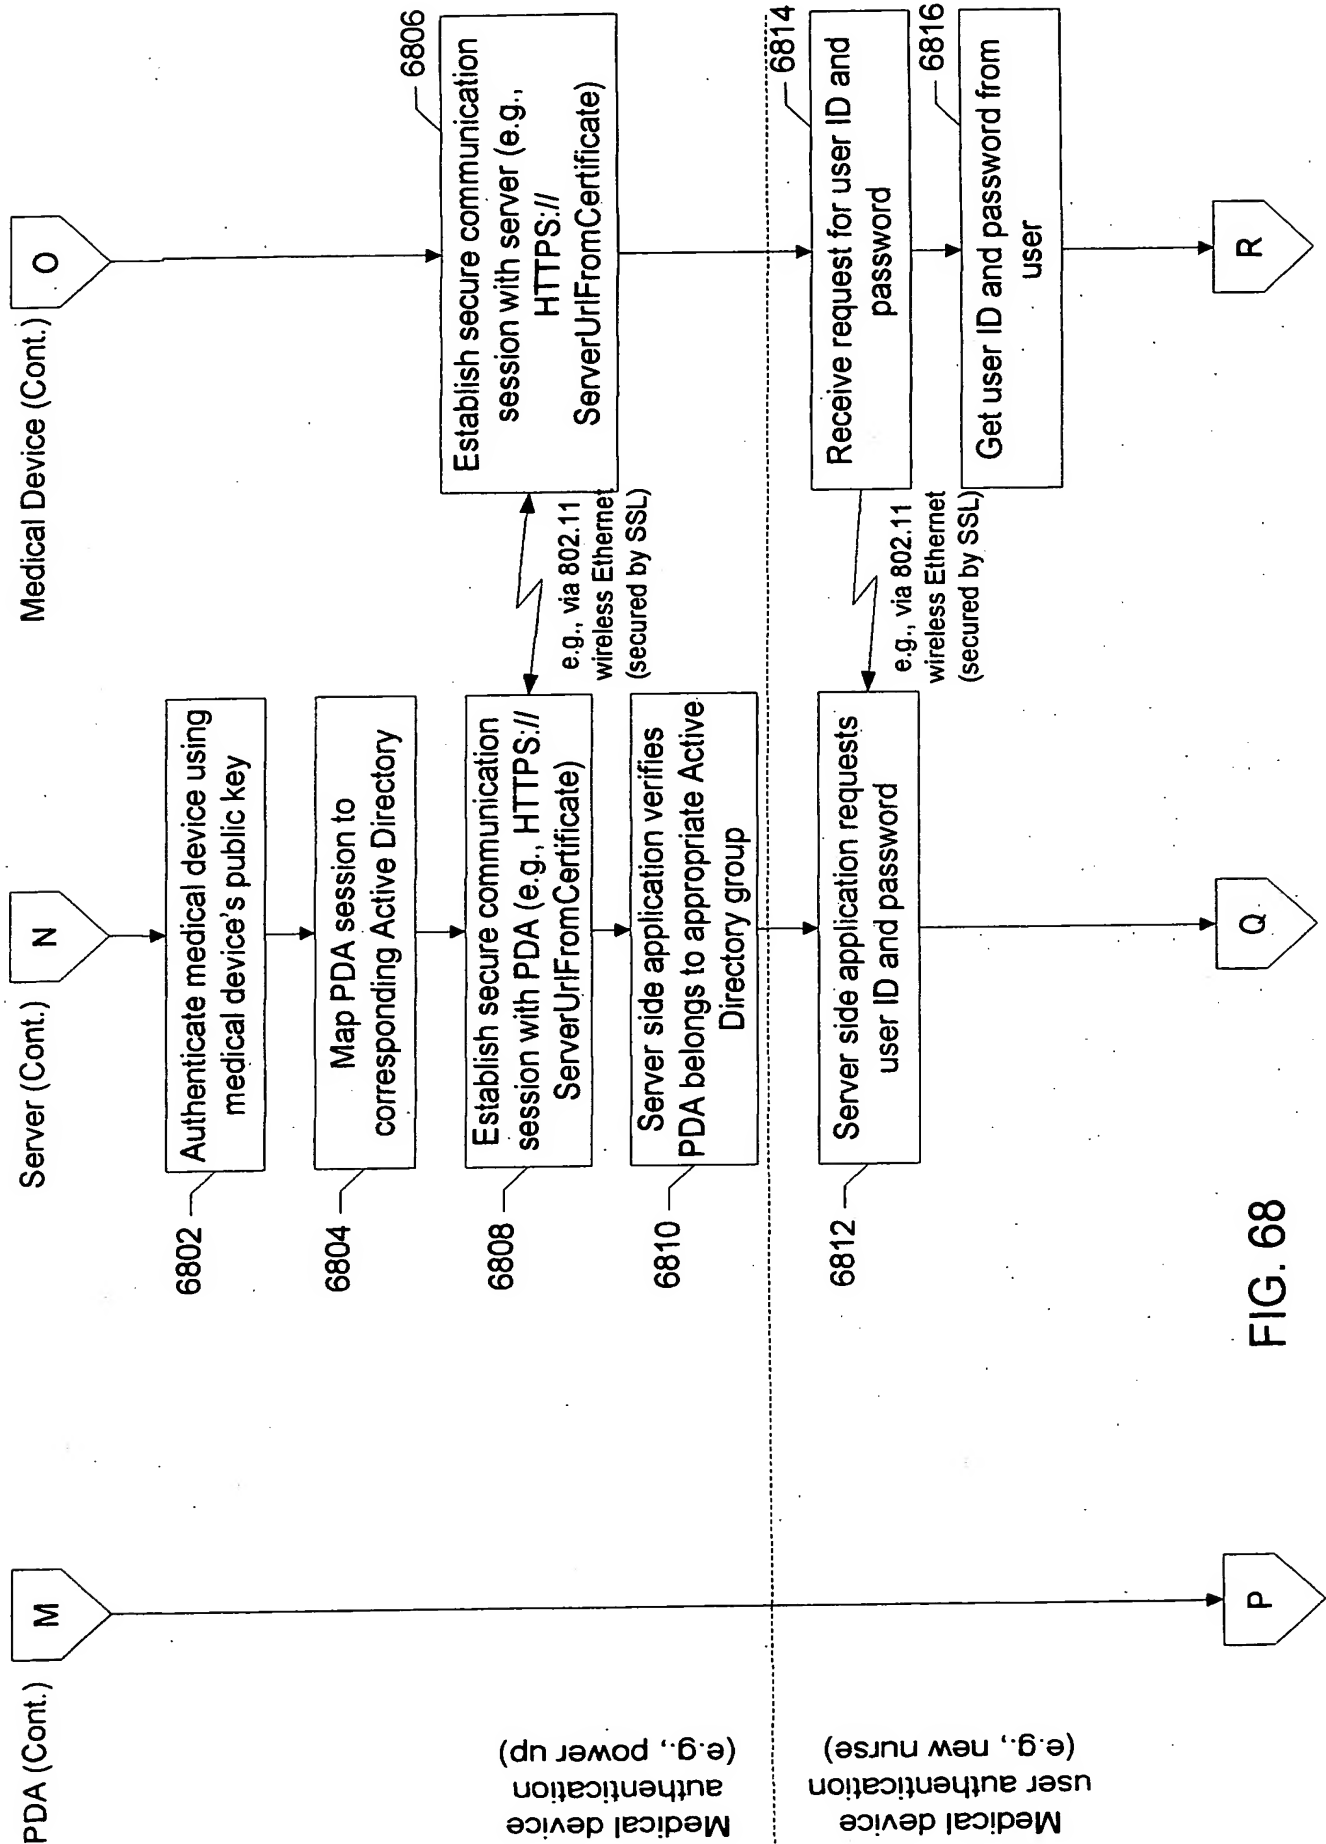 PDA (Cont.)
M
Server (Cont.)
N
Medical Device (Cont.)
O
Medical device
authentication
(e.g., power up)
6802
Authenticate medical device using
medical device's public key
6804
Map PDA session to
corresponding Active Directory
6806
Establish secure communication
session with server (e.g.,
HTTPS://
ServerUrlFromCertificate)
6808
Establish secure communication
session with PDA (e.g., HTTPS://
ServerUrlFromCertificate)
e.g., via 802.11
wireless Ethernet
(secured by SSL)
6810
Server side application verifies
PDA belongs to appropriate Active
Directory group
Medical device
user authentication
(e.g., new nurse)
6812
Server side application requests
user ID and password
e.g., via 802.11
wireless Ethernet
(secured by SSL)
6814
Receive request for user ID and
password
6816
Get user ID and password from
user
P
Q
R
FIG. 68